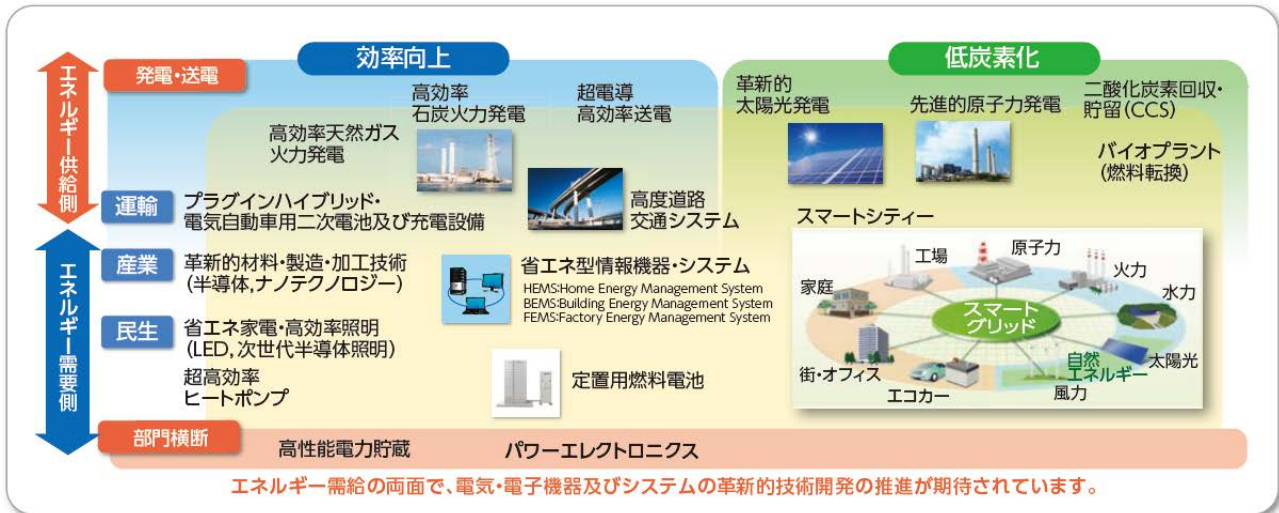 効率向上
低炭素化
エネルギー供給側
エネルギー需要側
発電・送電
高効率
石炭火力発電
超電導
高効率送電
高効率天然ガス
火力発電
革新的
太陽光発電
先進的原子力発電
二酸化炭素回収・
貯留(CCS)
バイオプラント
(燃料転換)
運輸
プラグインハイブリッド・
電気自動車用二次電池及び充電設備
高度道路
交通システム
産業
革新的材料・製造・加工技術
(半導体,ナノテクノロジー)
省エネ型情報機器・システム
HEMS:Home Energy Management System
BEMS:Building Energy Management System
FEMS:Factory Energy Management System
民生
省エネ家電・高効率照明
(LED,次世代半導体照明)
超高効率
ヒートポンプ
定置用燃料電池
スマートシティー
工場
原子力
火力
家庭
水力
スマート
グリッド
街・オフィス
エコカー
自然
エネルギー
太陽光
風力
部門横断
高性能電力貯蔵
パワーエレクトロニクス
エネルギー需給の両面で、電気・電子機器及びシステムの革新的技術開発の推進が期待されています。